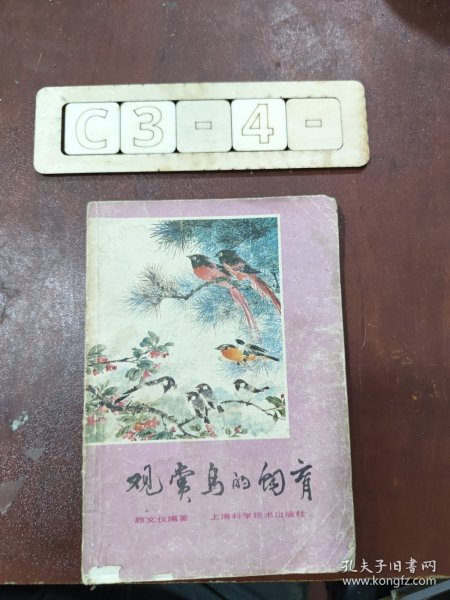 C3-4-
观赏鸟的饲育
顾文仪编著 上海科学技术出版社
孔夫子旧书网
www.kongfz.com